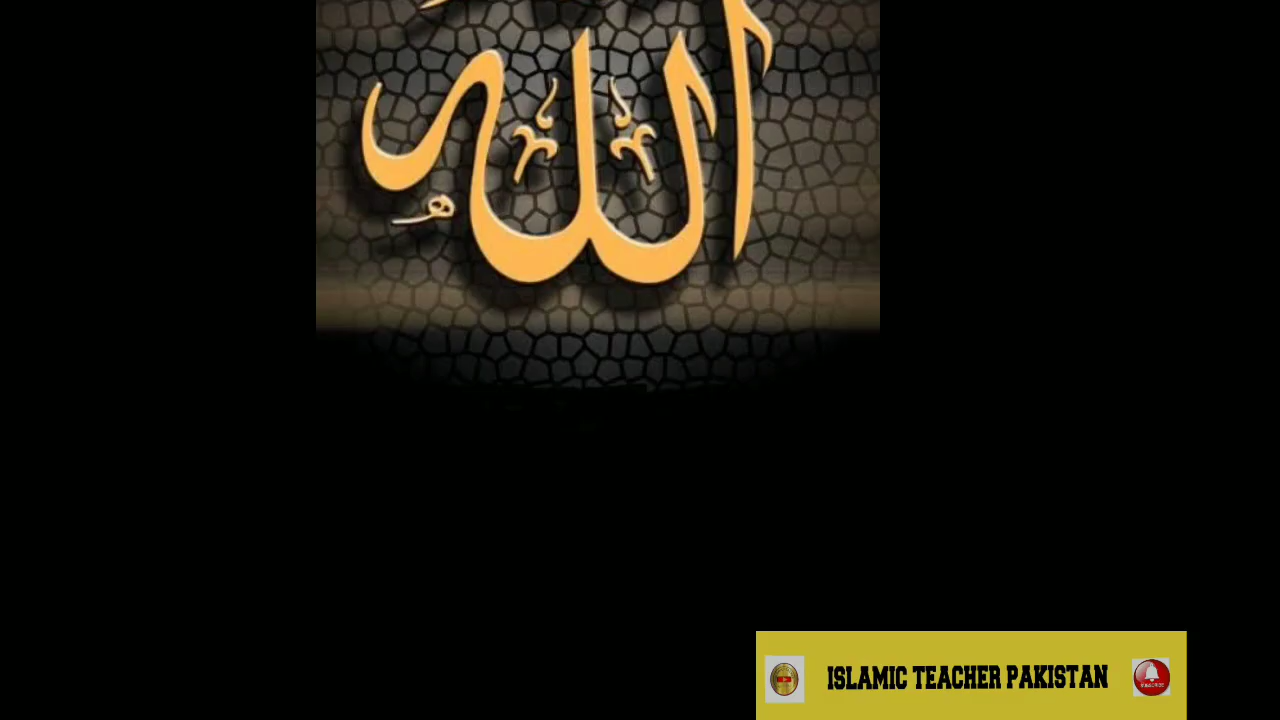 الله
ISLAMIC TEACHER PAKISTAN